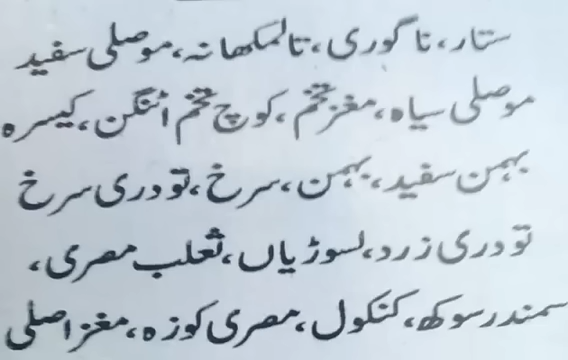 ستار، ناگوری، تالمکھانہ، موصلی سفید
موصلی سیاہ، مغز تخم، کوچ تخم اٹنگن، کیسرہ
بہمن سفید، بہمن، سرخ، تودری سرخ
تودری زرد، لسوڑیاں، ثعلب مصری،
سمندر سوکھ، کنکول، مصری کوزہ، مغز اصلی